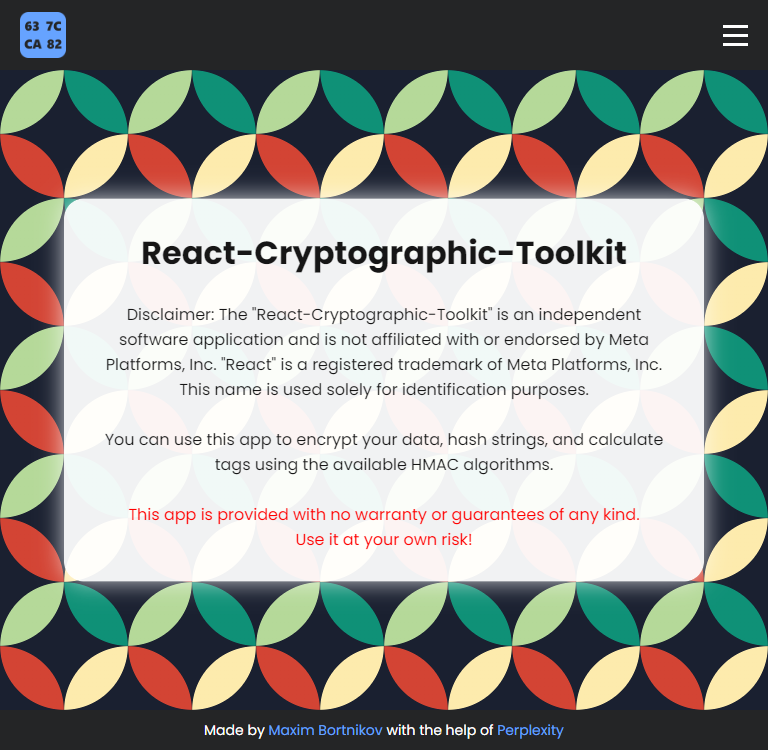 63 7C
CA 82
React-Cryptographic-Toolkit
Disclaimer: The "React-Cryptographic-Toolkit" is an independent
software application and is not affiliated with or endorsed by Meta
Platforms, Inc. "React" is a registered trademark of Meta Platforms, Inc.
This name is used solely for identification purposes.
You can use this app to encrypt your data, hash strings, and calculate
tags using the available HMAC algorithms.
This app is provided with no warranty or guarantees of any kind.
Use it at your own risk!
Made by Maxim Bortnikov with the help of Perplexity